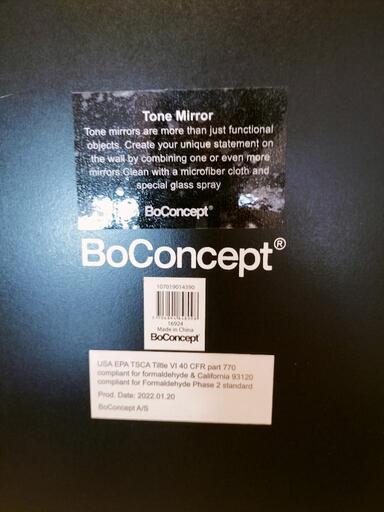 Tone Mirror
Tone mirrors are more than just functional
objects. Create your unique statement on
the wall by combining one or even more
mirrors.Clean with a microfiber cloth and
special glass spray
BoConcept®
BoConcept®
107019014390
16924
Made in China
BoConcept®
USA EPA TSCA Tiltle VI 40 CFR part 770
compliant for formaldehyde & California 93120
compliant for Formaldehyde Phase 2 standard
Prod. Date: 2022.01.20
BoConcept A/S